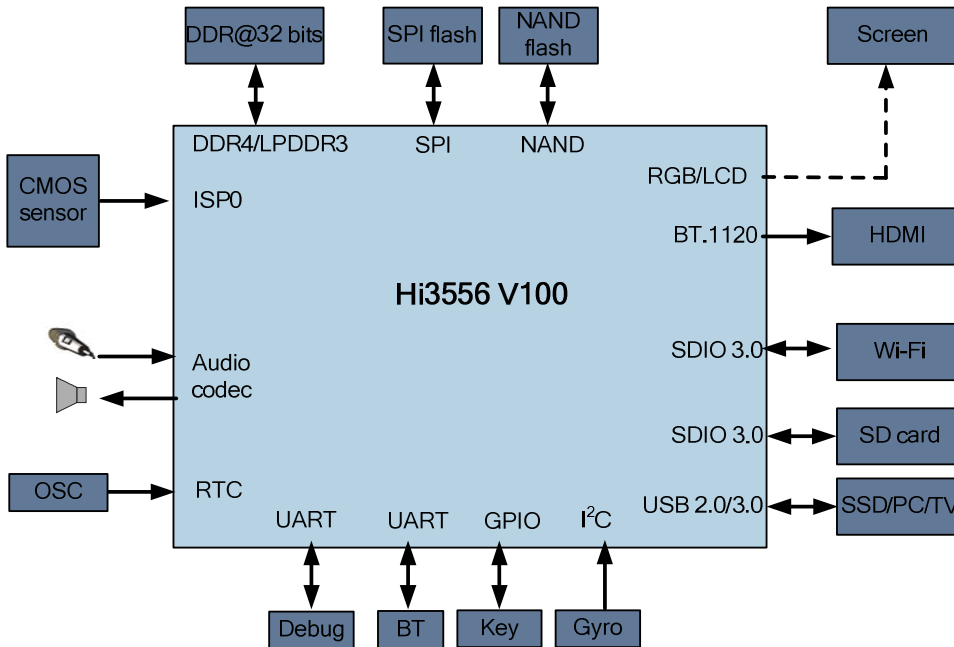 DDR@32 bits
SPI flash
NAND
flash
Screen
DDR4/LPDDR3
SPI
NAND
RGB/LCD
CMOS
sensor
ISP0
BT.1120
HDMI
Hi3556 V100
SDIO 3.0
Wi-Fi
Audio
codec
SDIO 3.0
SD card
OSC
RTC
USB 2.0/3.0
SSD/PC/TV
UART
UART
GPIO
I²C
Debug
BT
Key
Gyro